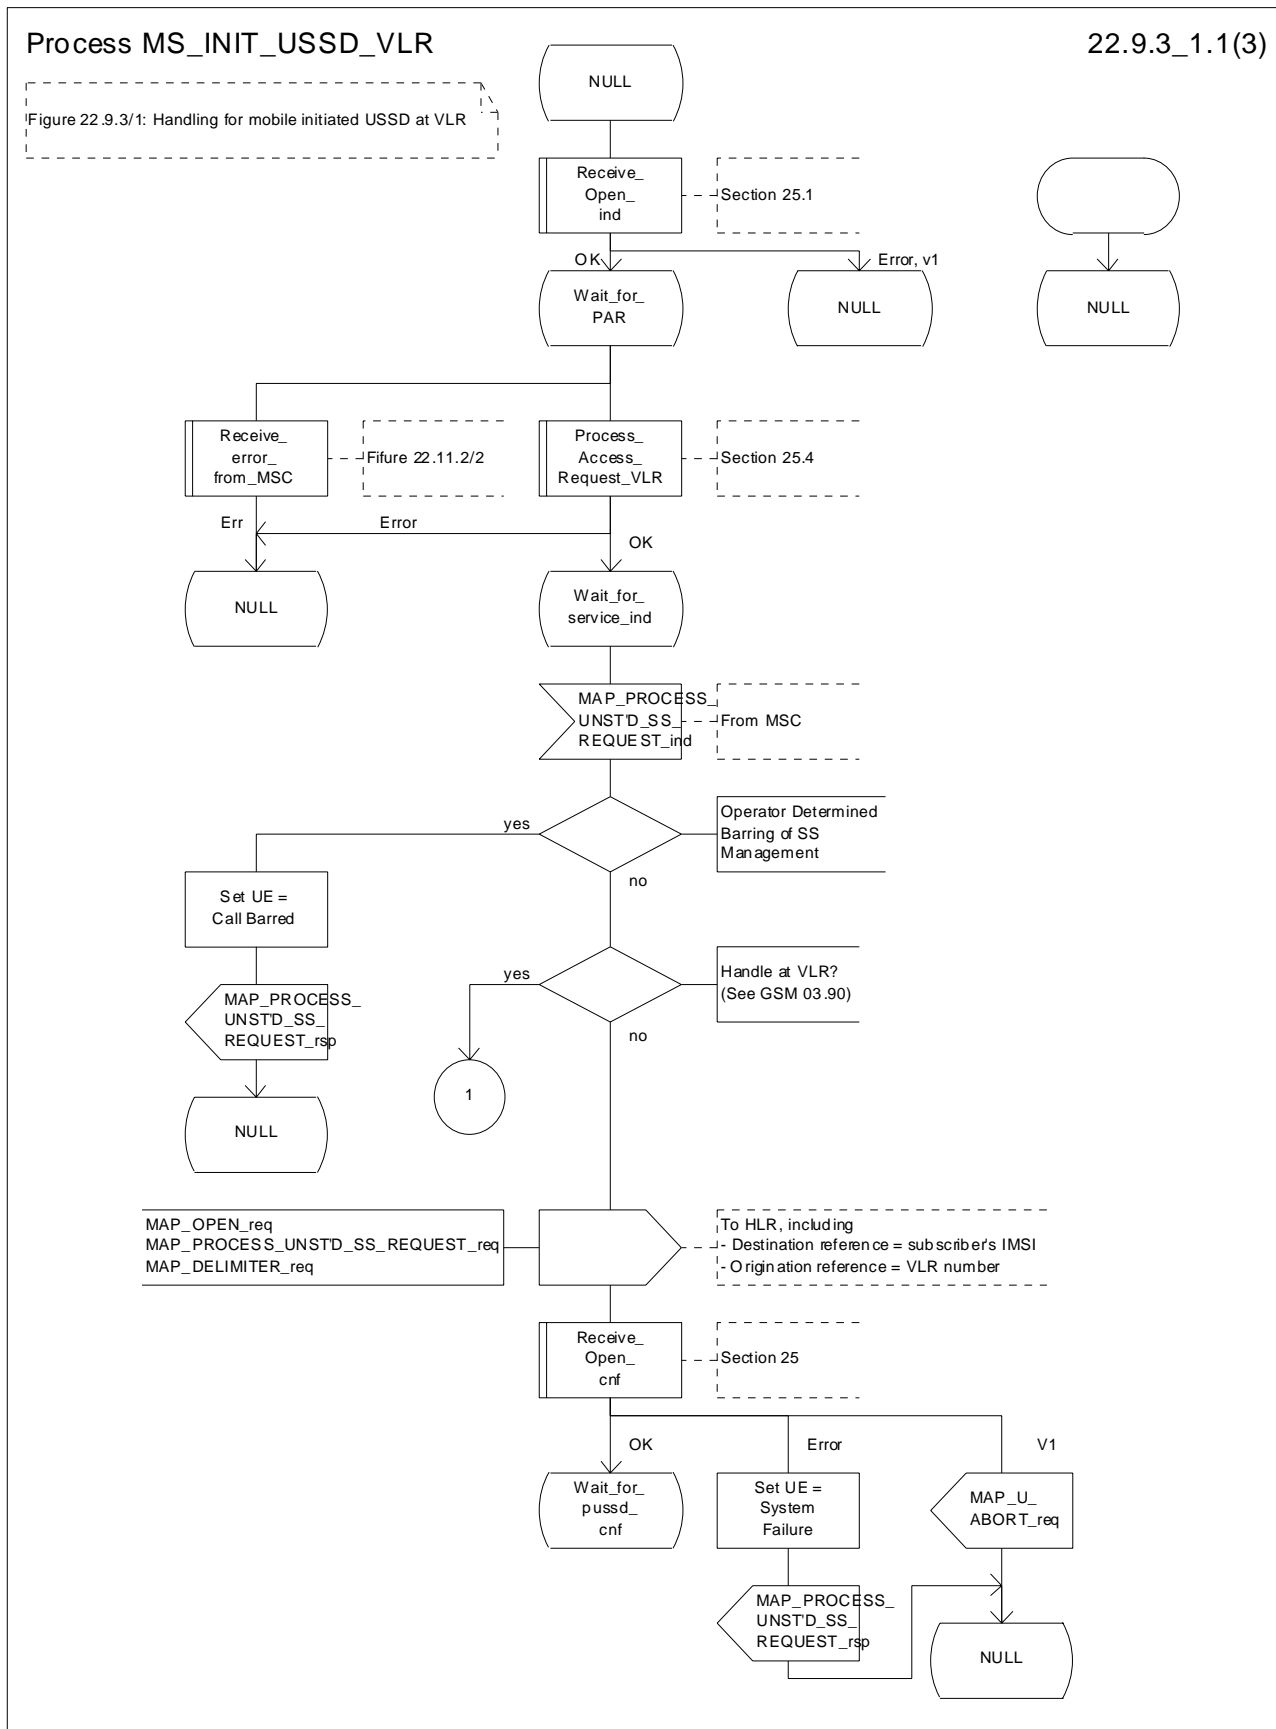 Process MS_INIT_USSD_VLR
22.9.3_1.1(3)
Figure 22.9.3/1: Handling for mobile initiated USSD at VLR
NULL
Receive_
Open_
ind
Section 25.1
OK
Error, v1
Wait_for_
PAR
NULL
NULL
Receive_
error_
from_MSC
Fifure 22.11.2/2
Process_
Access_
Request_VLR
Section 25.4
Err
Error
OK
NULL
Wait_for_
service_ind
MAP_PROCESS_
UNST'D_SS_
REQUEST_ind
From MSC
yes
Operator Determined
Barring of SS
Management
no
Set UE =
Call Barred
yes
Handle at VLR?
(See GSM 03.90)
no
MAP_PROCESS_
UNST'D_SS_
REQUEST_rsp
1
NULL
MAP_OPEN_req
MAP_PROCESS_UNST'D_SS_REQUEST_req
MAP_DELIMITER_req
To HLR, including
- Destination reference = subscriber's IMSI
- Origination reference = VLR number
Receive_
Open_
cnf
Section 25
OK
Error
V1
Wait_for_
pussd_
cnf
Set UE =
System
Failure
MAP_U_
ABORT_req
MAP_PROCESS_
UNST'D_SS_
REQUEST_rsp
NULL